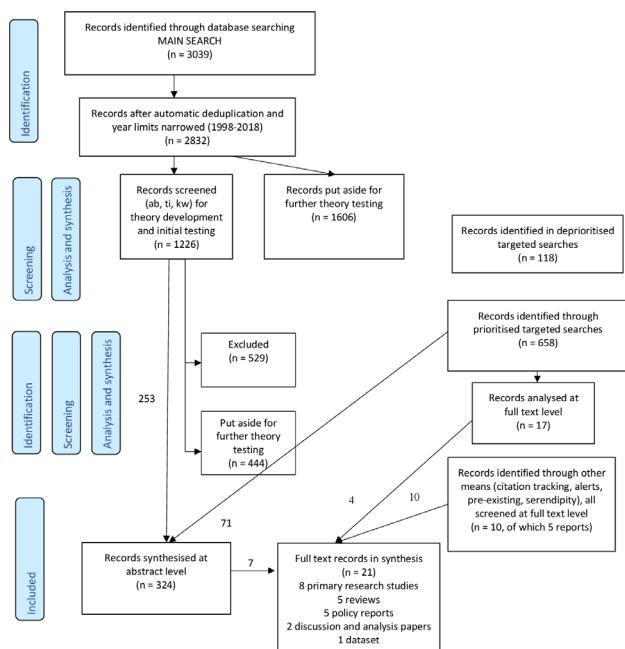 Records identified through database searching
MAIN SEARCH
(n = 3039)
Identification
Records after automatic deduplication and
year limits narrowed (1998-2018)
(n = 2832)
Records screened
(ab, ti, kw) for
theory development
and initial testing
(n = 1226)
Records put aside for
further theory testing
(n = 1606)
Screening
Analysis and synthesis
Records identified in deprioritised
targeted searches
(n = 118)
Records identified through
prioritised targeted searches
(n = 658)
Excluded
(n = 529)
Identification
Screening
Analysis and synthesis
253
Records analysed at
full text level
(n = 17)
Put aside for
further theory
testing
(n = 444)
Records identified through other
means (citation tracking, alerts,
pre-existing, serendipity), all
screened at full text level
(n = 10, of which 5 reports)
4
10
71
Records synthesised at
abstract level
(n = 324)
7
Full text records in synthesis
(n = 21)
8 primary research studies
5 reviews
5 policy reports
2 discussion and analysis papers
1 dataset
Included